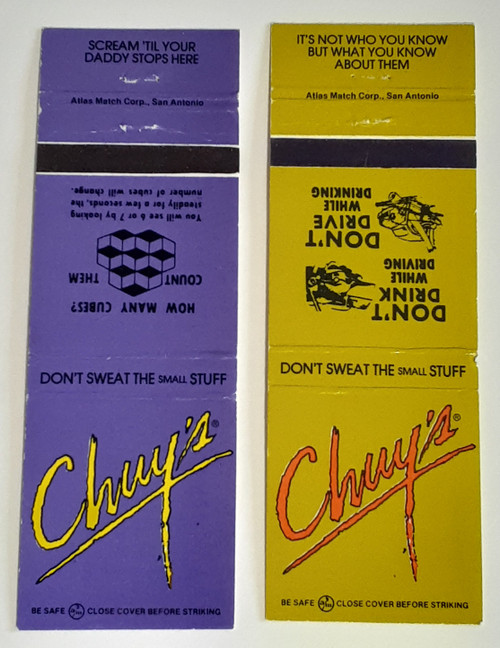 SCREAM 'TIL YOUR
DADDY STOPS HERE
Atlas Match Corp., San Antonio
HOW MANY CUBES?
COUNT THEM
You will see 6 or 7 by looking
steadily for a few seconds, the
number of cubes will change.
DON'T SWEAT THE SMALL STUFF
Chuy's®
BE SAFE CLOSE COVER BEFORE STRIKING
IT'S NOT WHO YOU KNOW
BUT WHAT YOU KNOW
ABOUT THEM
Atlas Match Corp., San Antonio
DON'T
DRINK
WHILE
DRIVING
DON'T
DRIVE
WHILE
DRINKING
DON'T SWEAT THE SMALL STUFF
Chuy's®
BE SAFE CLOSE COVER BEFORE STRIKING